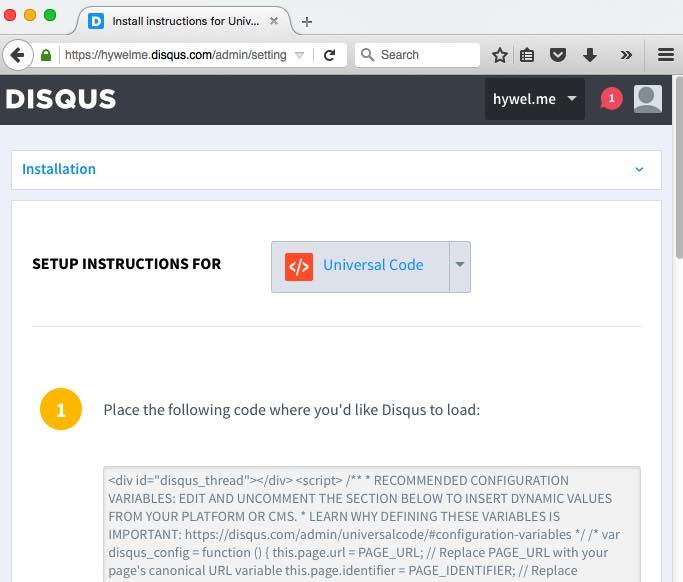 Install instructions for Univ...
https://hywelme.disqus.com/admin/setting
Search
DISQUS
hywel.me
1
Installation
SETUP INSTRUCTIONS FOR
</> Universal Code
1
Place the following code where you'd like Disqus to load:
<div id="disqus_thread"></div> <script> /** * RECOMMENDED CONFIGURATION
VARIABLES: EDIT AND UNCOMMENT THE SECTION BELOW TO INSERT DYNAMIC VALUES
FROM YOUR PLATFORM OR CMS. * LEARN WHY DEFINING THESE VARIABLES IS
IMPORTANT: https://disqus.com/admin/universalcode/#configuration-variables */ /* var
disqus_config = function () { this.page.url = PAGE_URL; // Replace PAGE_URL with your
page's canonical URL variable this.page.identifier = PAGE_IDENTIFIER; // Replace